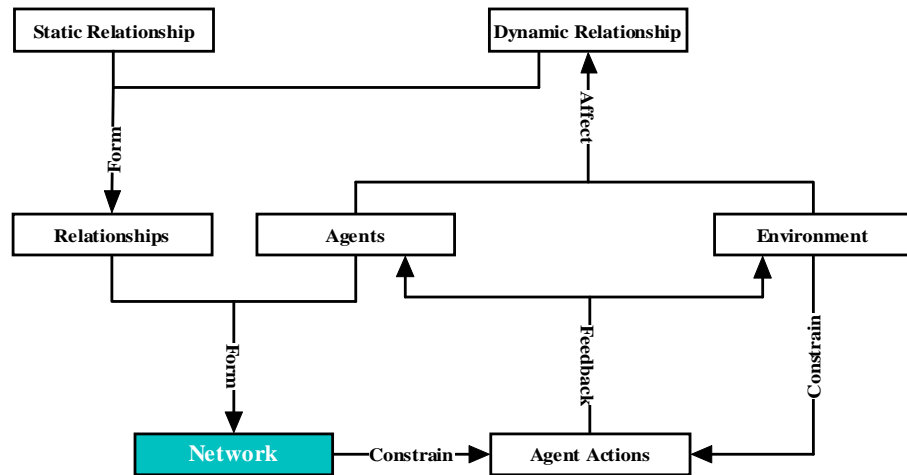 Static Relationship
Dynamic Relationship
Form
Affect
Relationships
Agents
Environment
Form
Feedback
Constrain
Network
Constrain
Agent Actions